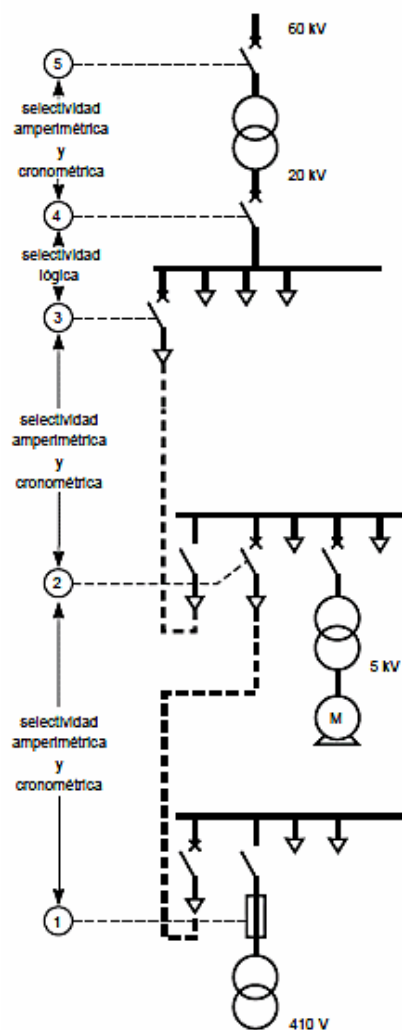 60 kV
5
selectividad
amperimétrica
y
cronométrica
20 kV
4
selectividad
lógica
3
selectividad
amperimétrica
y
cronométrica
2
5 kV
M
selectividad
amperimétrica
y
cronométrica
1
410 V